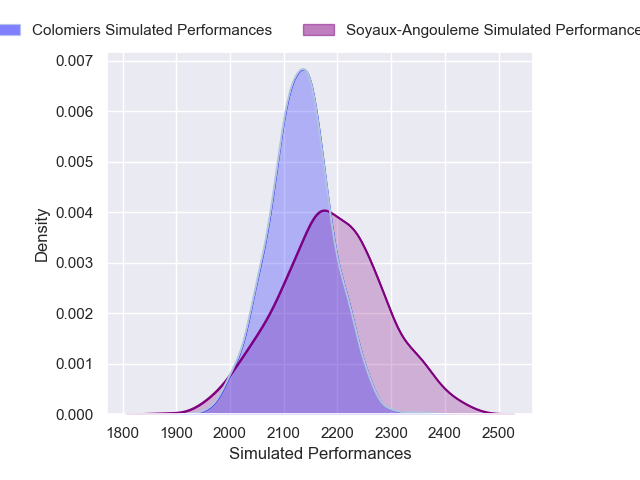 Colomiers Simulated Performances
Soyaux-Angouleme Simulated Performance
0.007
0.006
0.005
0.004
0.003
0.002
0.001
0.000
Density
1800 1900 2000 2100 2200 2300 2400 2500
Simulated Performances